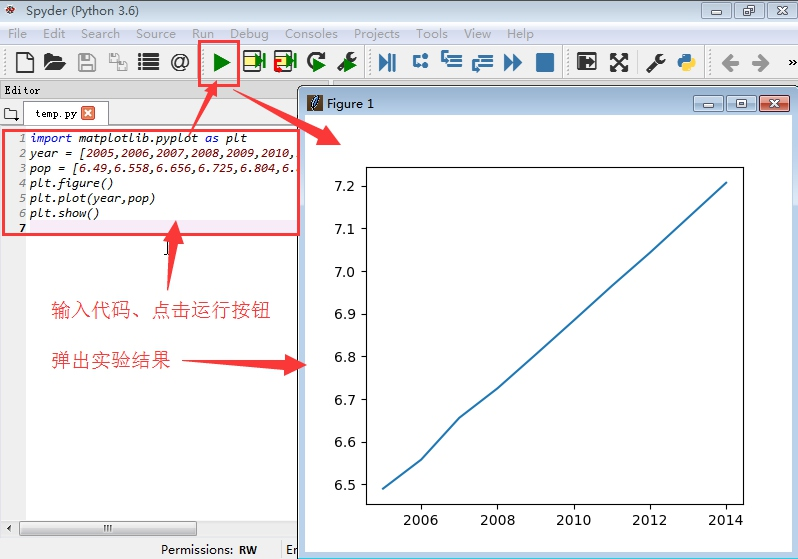 Spyder (Python 3.6)
File Edit Search Source Run Debug Consoles Projects Tools View Help
Editor
temp.py
Figure 1
1 import matplotlib.pyplot as plt
2 year = [2005,2006,2007,2008,2009,2010,
3 pop = [6.49,6.558,6.656,6.725,6.804,6.
4 plt.figure()
5 plt.plot(year,pop)
6 plt.show()
7
输入代码、点击运行按钮
弹出实验结果
7.2
7.1
7.0
6.9
6.8
6.7
6.6
6.5
2006 2008 2010 2012 2014
Permissions: RW